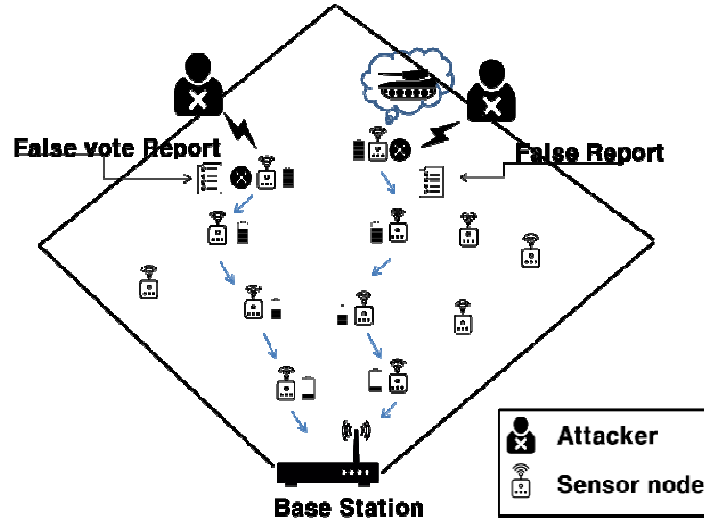 False vote Report
False Report
Attacker
Sensor node
Base Station